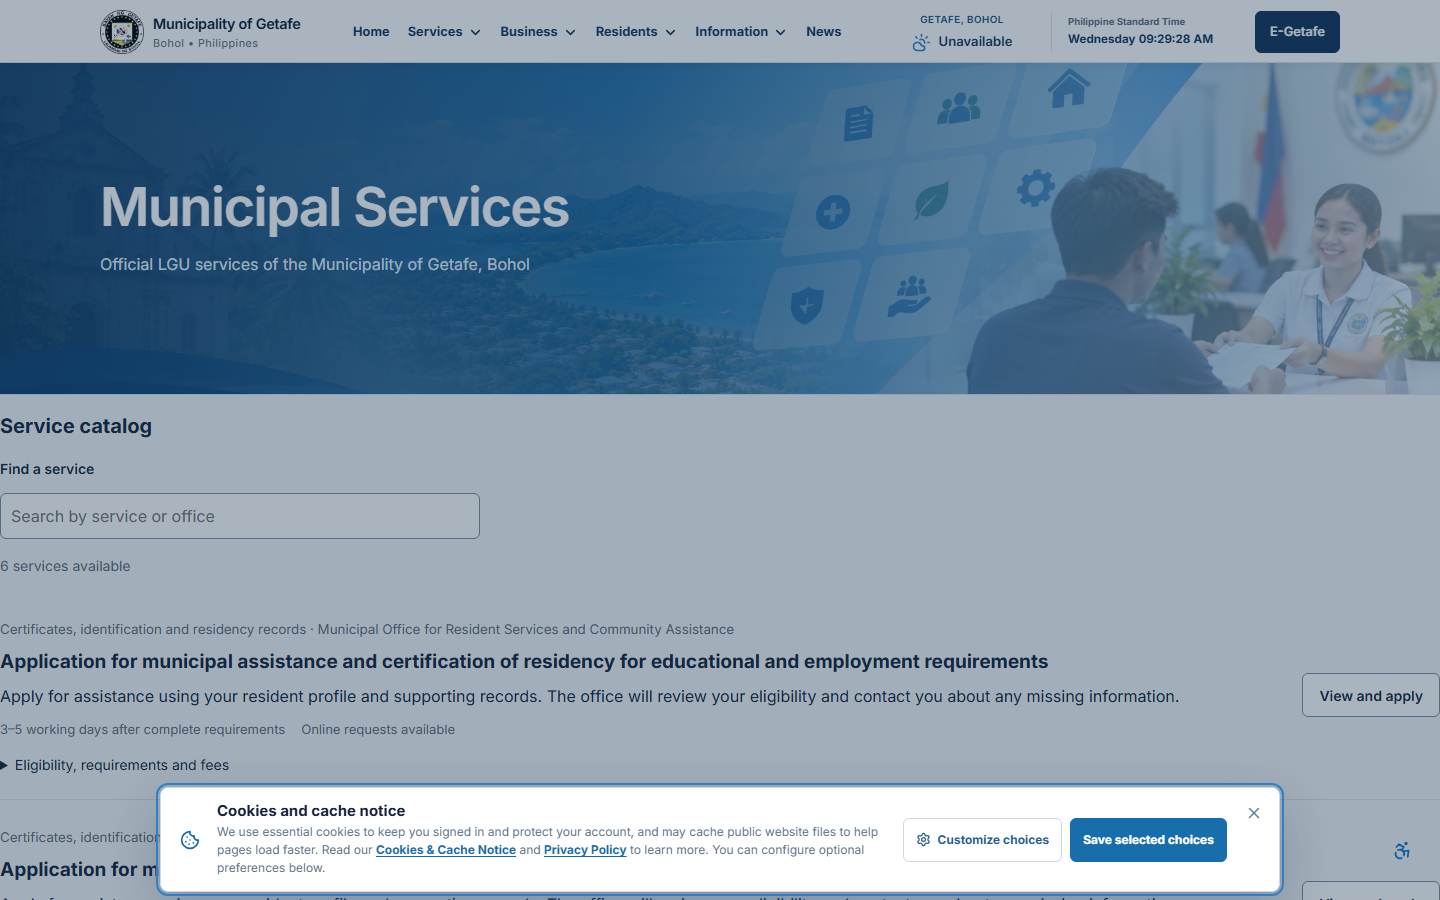 Municipality of Getafe
Bohol • Philippines
Home
Services
Business
Residents
Information
News
GETAFE, BOHOL
Unavailable
Philippine Standard Time
Wednesday 09:29:28 AM
E-Getafe
Municipal Services
Official LGU services of the Municipality of Getafe, Bohol
Service catalog
Find a service
Search by service or office
6 services available
Certificates, identification and residency records · Municipal Office for Resident Services and Community Assistance
Application for municipal assistance and certification of residency for educational and employment requirements
Apply for assistance using your resident profile and supporting records. The office will review your eligibility and contact you about any missing information.
View and apply
3–5 working days after complete requirements
Online requests available
Eligibility, requirements and fees
Certificates, identification
Application for m
Cookies and cache notice
We use essential cookies to keep you signed in and protect your account, and may cache public website files to help
pages load faster. Read our Cookies & Cache Notice and Privacy Policy to learn more. You can configure optional
preferences below.
Customize choices
Save selected choices